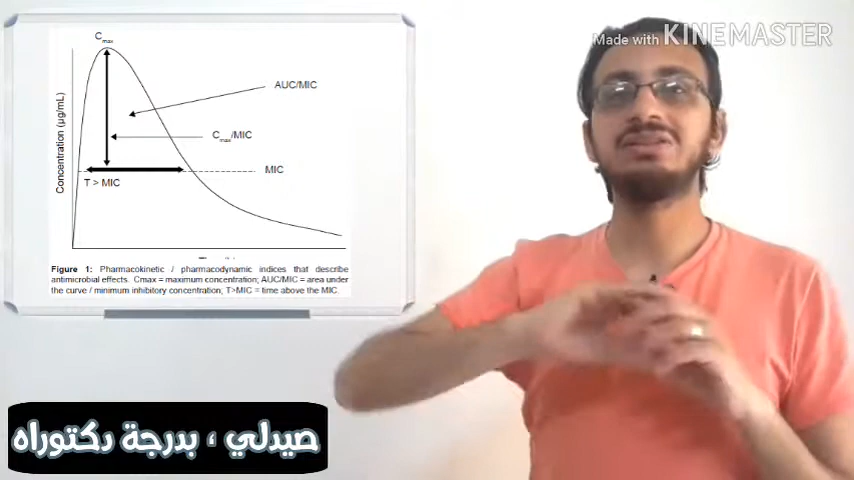 Made with KINEMASTER
C max
AUC/MIC
C max/MIC
MIC
T > MIC
Concentration (µg/mL)
Figure 1: Pharmacokinetic / pharmacodynamic indices that describe
antimicrobial effects. Cmax = maximum concentration; AUC/MIC = area under
the curve / minimum inhibitory concentration; T>MIC = time above the MIC.
صيدلي ، بدرجة دكتوراه